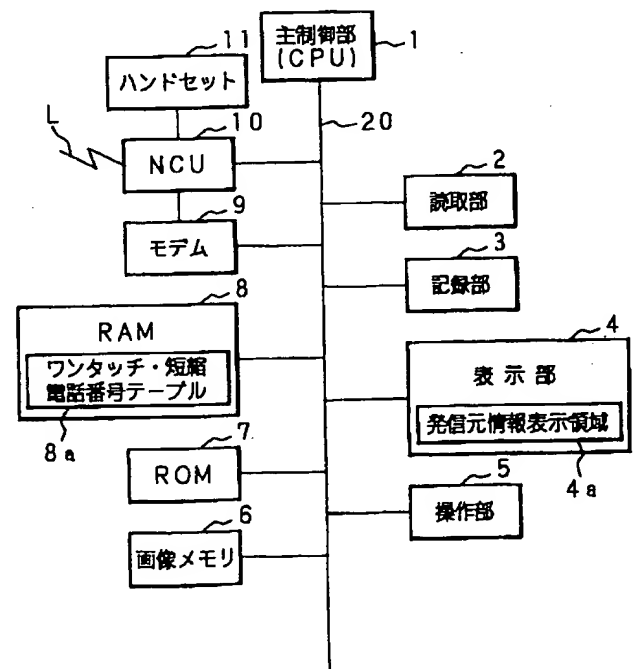 主制御部
(CPU)
1
11
ハンドセット
20
L
10
NCU
2
読取部
9
モデム
3
記録部
8
RAM
ワンタッチ・短縮
電話番号テーブル
8a
4
表示部
発信元情報表示領域
4a
7
ROM
5
操作部
6
画像メモリ